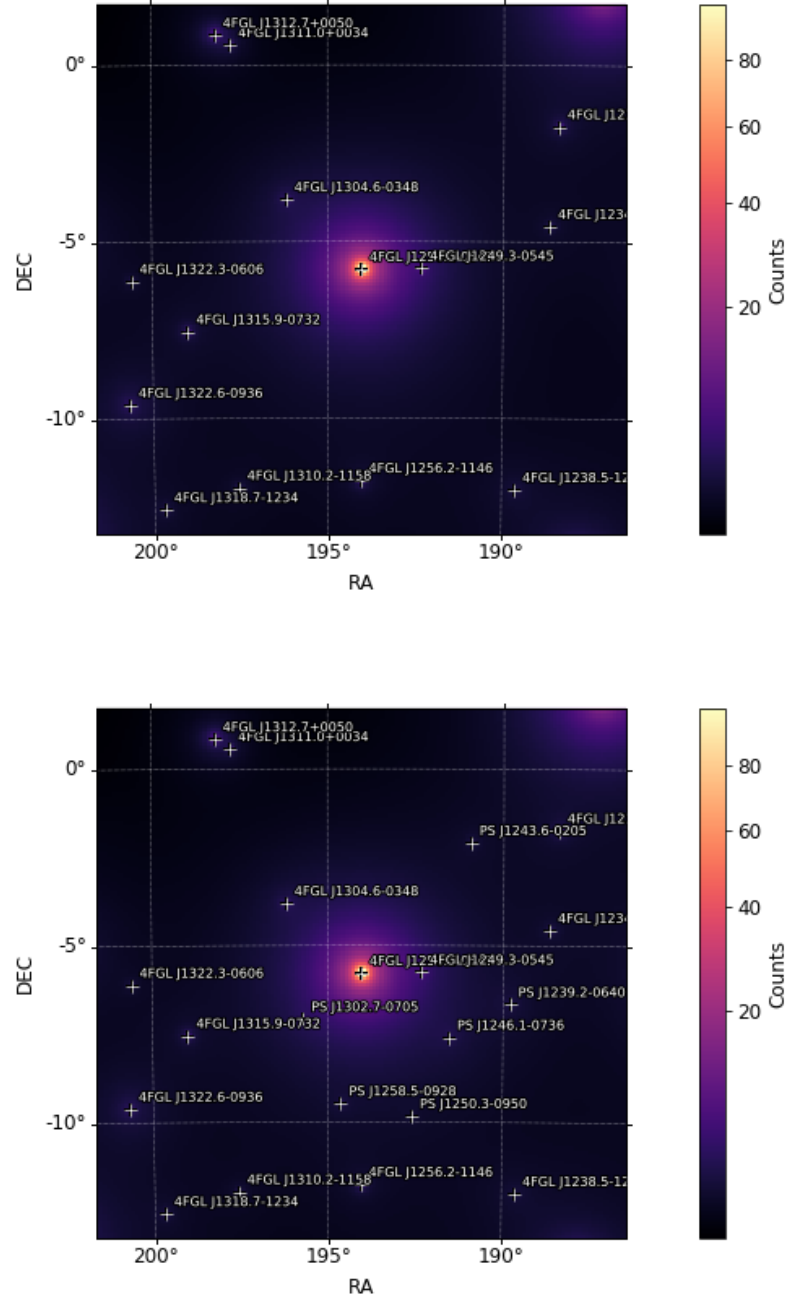 4FGL J1312.7+0050
4FGL J1311.0+0034
0°
4FGL J12
4FGL J1304.6-0348
4FGL J1234
-5°
4FGL J1249.3-0545
4FGL J1322.3-0606
4FGL J1315.9-0732
4FGL J1322.6-0936
-10°
4FGL J1310.2-1158
4FGL J1256.2-1146
4FGL J1238.5-12
4FGL J1318.7-1234
200°
195°
190°
RA
DEC
80
60
40
20
Counts
4FGL J1312.7+0050
4FGL J1311.0+0034
0°
4FGL J12
PS J1243.6-0205
4FGL J1304.6-0348
4FGL J1234
-5°
4FGL J1249.3-0545
4FGL J1322.3-0606
PS J1239.2-0640
PS J1302.7-0705
4FGL J1315.9-0732
PS J1246.1-0736
PS J1258.5-0928
PS J1250.3-0950
4FGL J1322.6-0936
-10°
4FGL J1310.2-1158
4FGL J1256.2-1146
4FGL J1238.5-12
4FGL J1318.7-1234
200°
195°
190°
RA
DEC
80
60
40
20
Counts